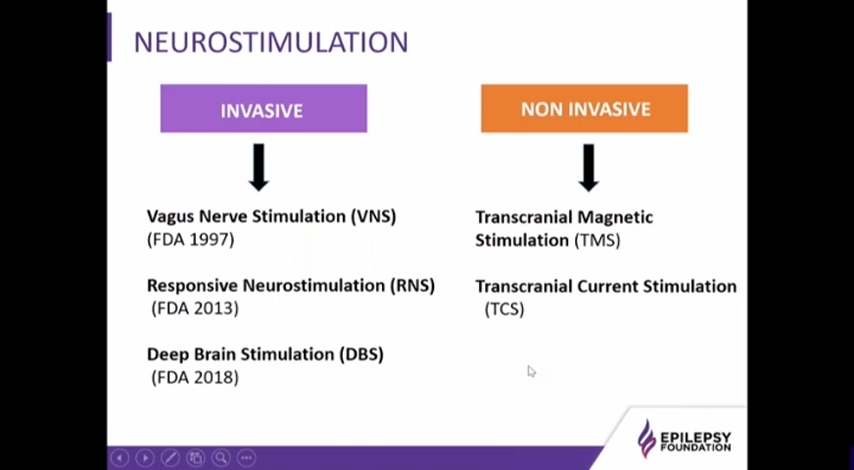 NEUROSTIMULATION
INVASIVE
Vagus Nerve Stimulation (VNS)
(FDA 1997)
Responsive Neurostimulation (RNS)
(FDA 2013)
Deep Brain Stimulation (DBS)
(FDA 2018)
NON INVASIVE
Transcranial Magnetic
Stimulation (TMS)
Transcranial Current Stimulation
(TCS)
EPILEPSY
FOUNDATION